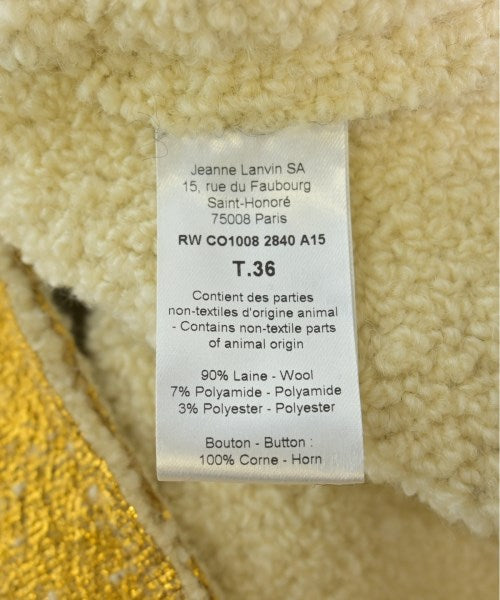 Jeanne Lanvin SA
15, rue du Faubourg
Saint-Honoré
75008 Paris
RW CO1008 2840 A15
T.36
Contient des parties
non-textiles d'origine animal
- Contains non-textile parts
of animal origin
90% Laine - Wool
7% Polyamide - Polyamide
3% Polyester - Polyester
Bouton - Button :
100% Corne - Horn